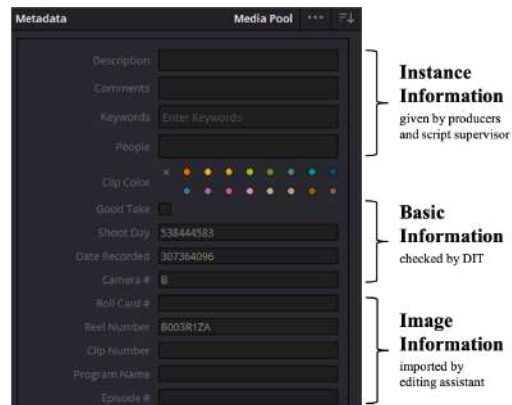 Metadata
Media Pool
Description
Comments
Keywords Enter Keywords
People
Clip Color
Good Take
Shoot Day 538444583
Date Recorded 307364096
Camera # B
Roll Card #
Reel Number B003R1ZA
Clip Number
Program Name
Episode #
Instance
Information
given by producers
and script supervisor
Basic
Information
checked by DIT
Image
Information
imported by
editing assistant